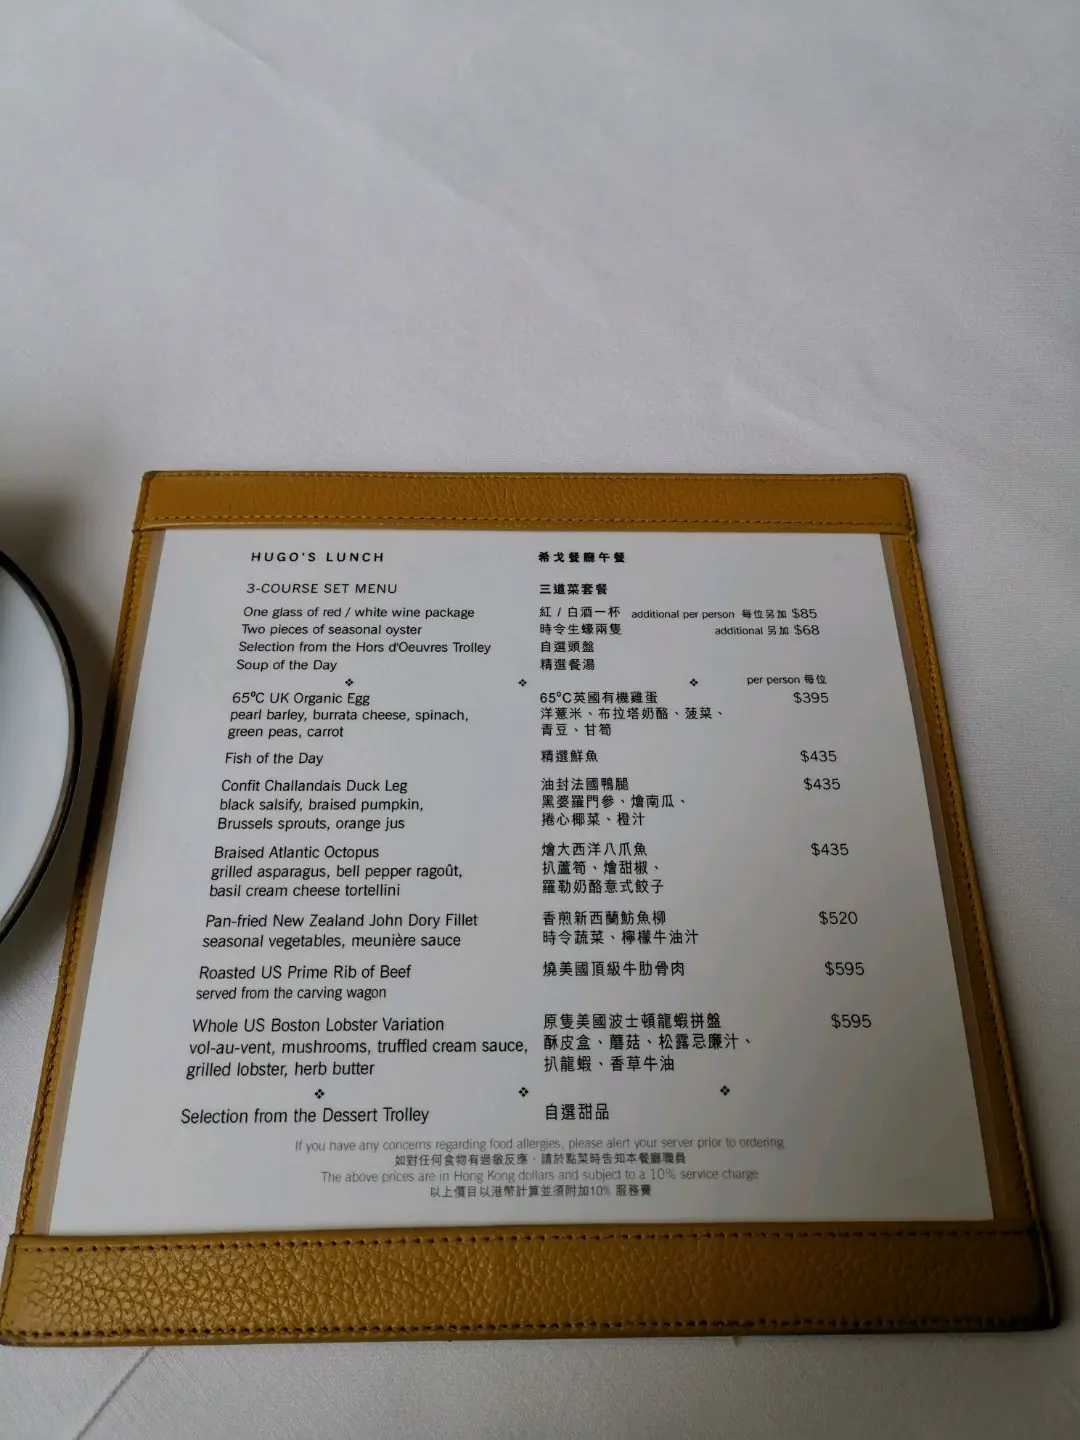 HUGO'S LUNCH 希戈餐廳午餐
3-COURSE SET MENU 三道菜套餐
One glass of red / white wine package 紅 / 白酒一杯 additional per person 每位另加 $85
Two pieces of seasonal oyster 時令生蠔兩隻 additional 另加 $68
Selection from the Hors d'Oeuvres Trolley 自選頭盤
Soup of the Day 精選餐湯
per person 每位
65ºC UK Organic Egg 65ºC英國有機雞蛋 $395
pearl barley, burrata cheese, spinach, 洋薏米、布拉塔奶酪、菠菜、
green peas, carrot 青豆、甘筍
Fish of the Day 精選鮮魚 $435
Confit Challandais Duck Leg 油封法國鴨腿 $435
black salsify, braised pumpkin, 黑婆羅門參、燴南瓜、
Brussels sprouts, orange jus 捲心椰菜、橙汁
Braised Atlantic Octopus 燴大西洋八爪魚 $435
grilled asparagus, bell pepper ragoût, 扒蘆筍、燴甜椒、
basil cream cheese tortellini 羅勒奶酪意式餃子
Pan-fried New Zealand John Dory Fillet 香煎新西蘭魴魚柳 $520
seasonal vegetables, meunière sauce 時令蔬菜、檸檬牛油汁
Roasted US Prime Rib of Beef 燒美國頂級牛肋骨肉 $595
served from the carving wagon
Whole US Boston Lobster Variation 原隻美國波士頓龍蝦拼盤 $595
vol-au-vent, mushrooms, truffled cream sauce, 酥皮盒、蘑菇、松露忌廉汁、
grilled lobster, herb butter 扒龍蝦、香草牛油
Selection from the Dessert Trolley 自選甜品
If you have any concerns regarding food allergies, please alert your server prior to ordering
如對任何食物有過敏反應，請於點菜時告知本餐廳職員
The above prices are in Hong Kong dollars and subject to a 10% service charge
以上價目以港幣計算並須附加10% 服務費